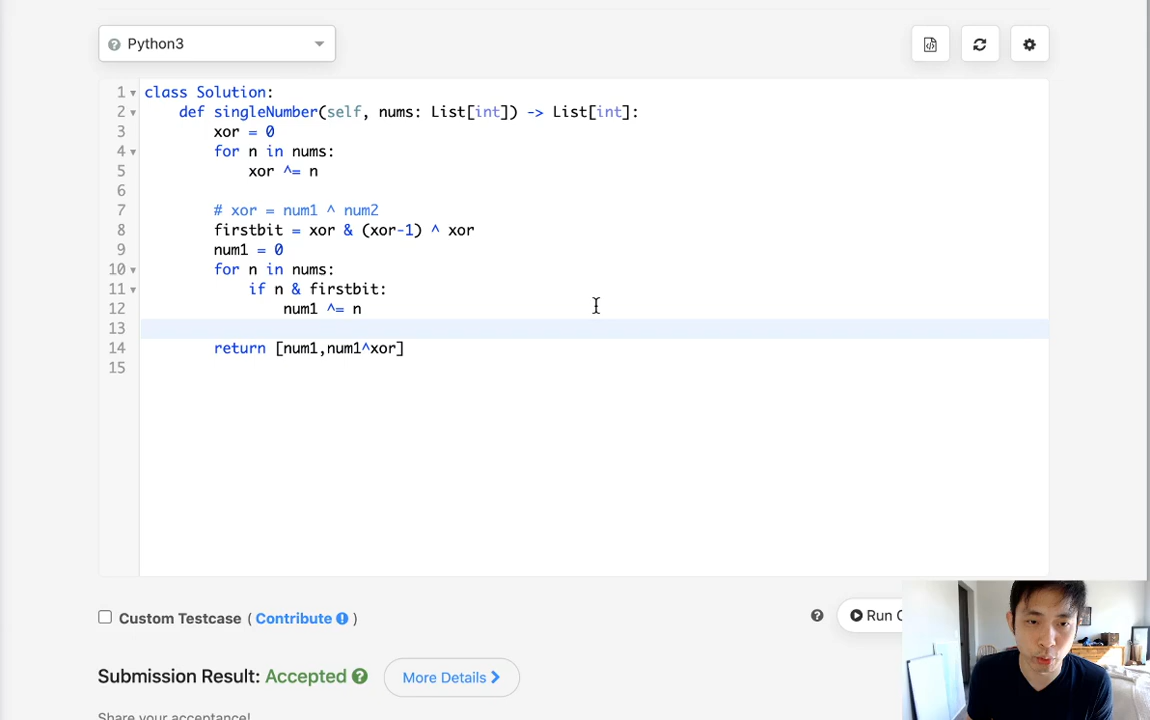 Python3
1 class Solution:
2 def singleNumber(self, nums: List[int]) -> List[int]:
3 xor = 0
4 for n in nums:
5 xor ^= n
6
7 # xor = num1 ^ num2
8 firstbit = xor & (xor-1) ^ xor
9 num1 = 0
10 for n in nums:
11 if n & firstbit:
12 num1 ^= n
13
14 return [num1,num1^xor]
15
Custom Testcase ( Contribute )
Run C
Submission Result: Accepted
More Details
Share your acceptance!